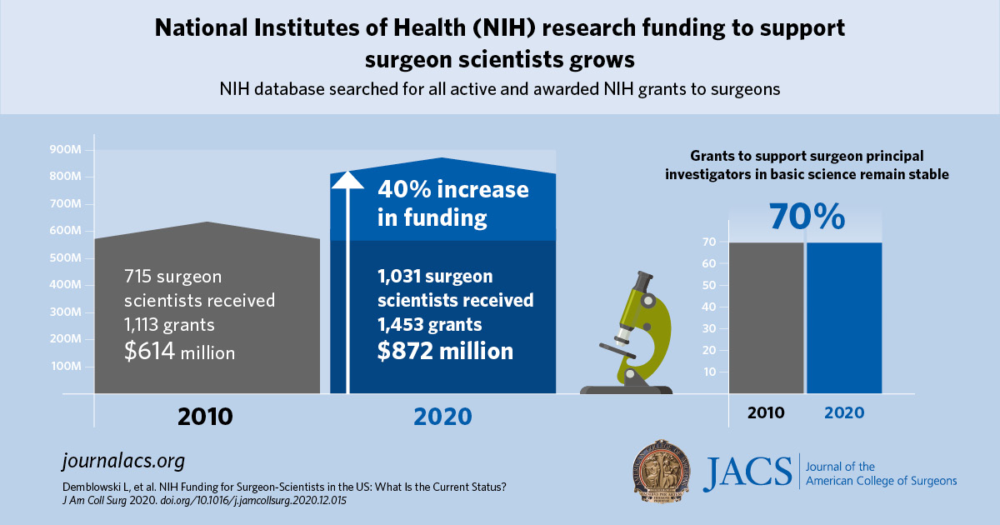 National Institutes of Health (NIH) research funding to support
surgeon scientists grows
NIH database searched for all active and awarded NIH grants to surgeons
900M
800M
700M
600M
500M
400M
300M
200M
100M
715 surgeon
scientists received
1,113 grants
$614 million
2010
40% increase
in funding
1,031 surgeon
scientists received
1,453 grants
$872 million
2020
Grants to support surgeon principal
investigators in basic science remain stable
70%
70
60
50
40
30
20
10
2010
2020
journalacs.org
Demblowski L, et al. NIH Funding for Surgeon-Scientists in the US: What Is the Current Status?
J Am Coll Surg 2020. doi.org/10.1016/j.jamcollsurg.2020.12.015
JACS
Journal of the
American College of Surgeons